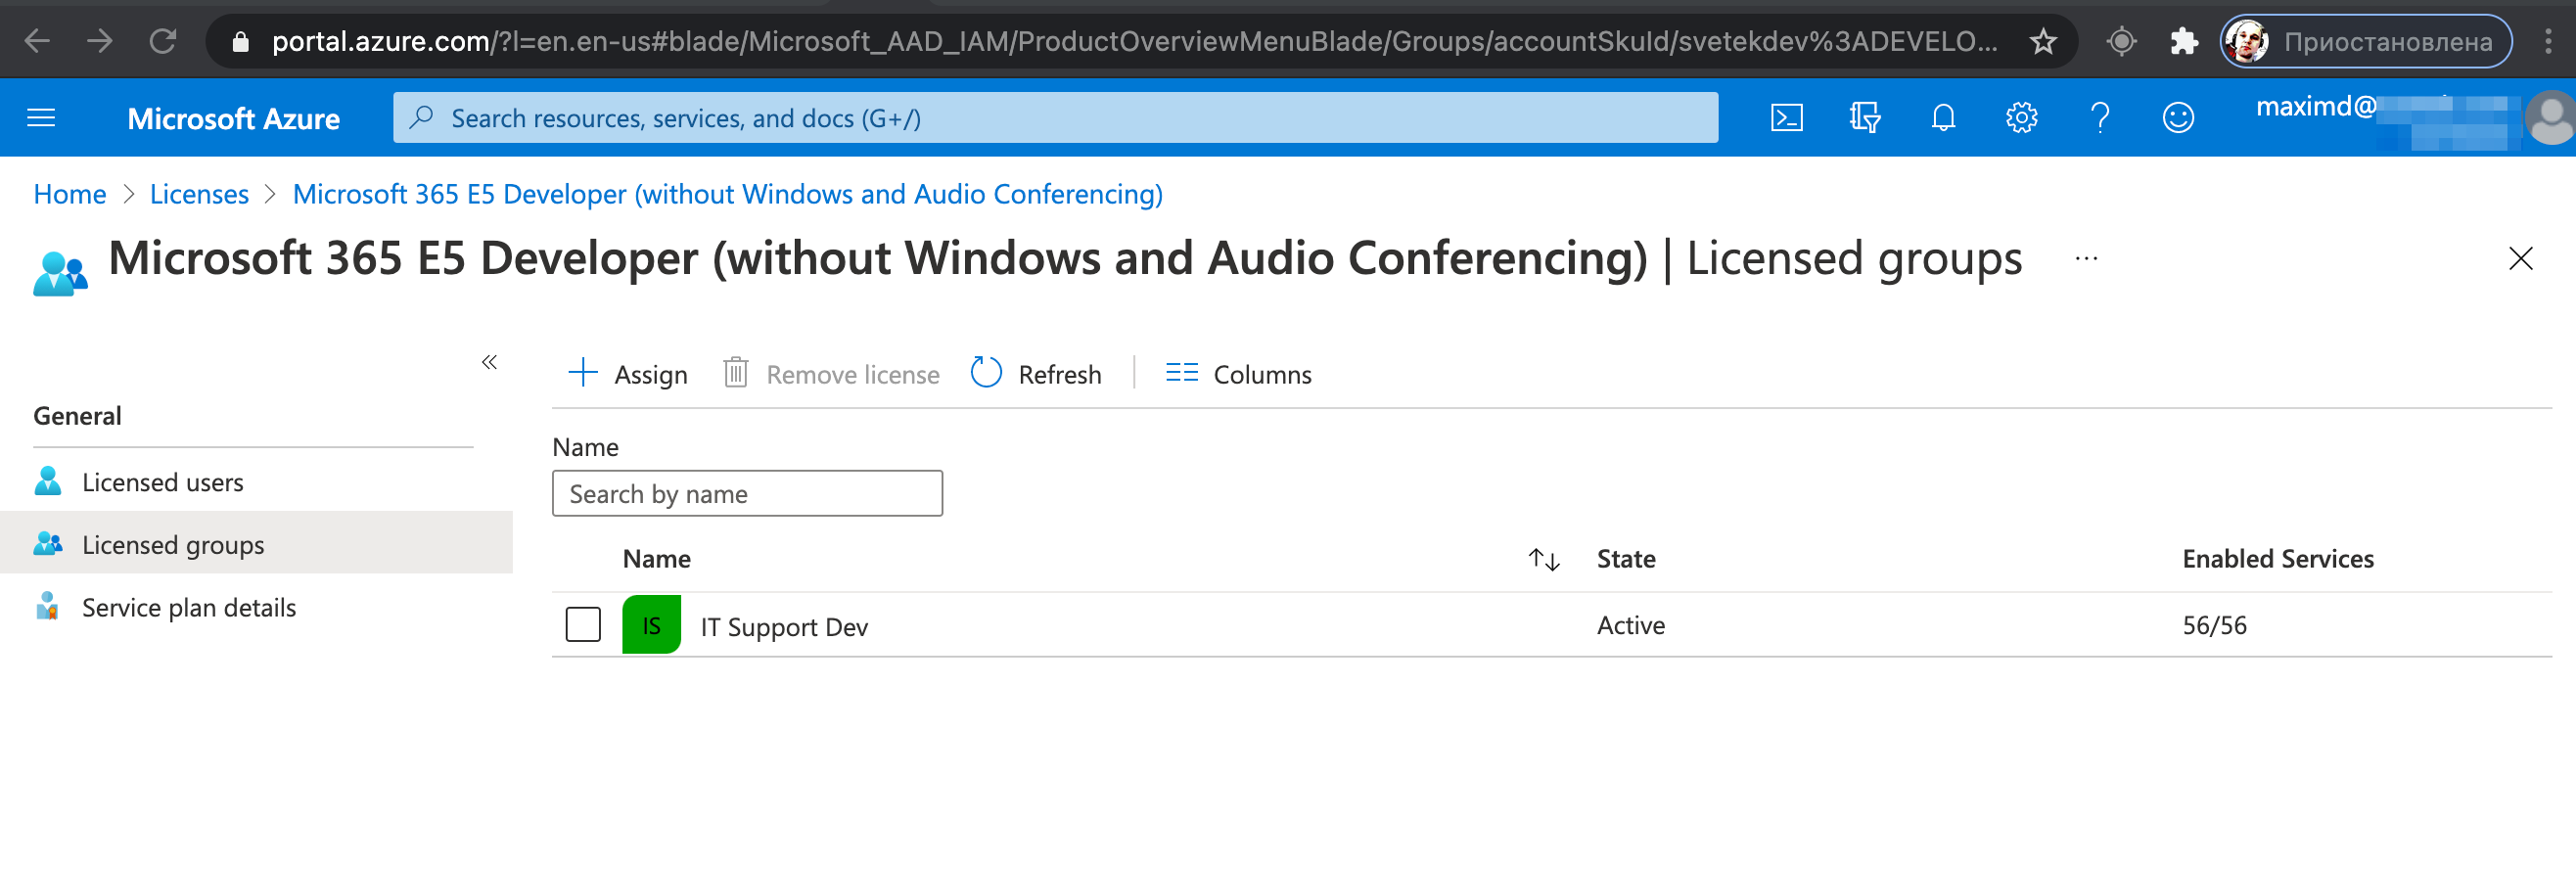 portal.azure.com/?l=en.en-us#blade/Microsoft_AAD_IAM/ProductOverviewMenuBlade/Groups/accountSkuId/svetekdev%3ADEVELO... Приостановлена
Microsoft Azure Search resources, services, and docs (G+/) maximd@
Home > Licenses > Microsoft 365 E5 Developer (without Windows and Audio Conferencing)
Microsoft 365 E5 Developer (without Windows and Audio Conferencing) | Licensed groups ...
«
Assign Remove license Refresh Columns
General
Licensed users
Licensed groups
Service plan details
Name
Search by name
Name State Enabled Services
IS IT Support Dev Active 56/56